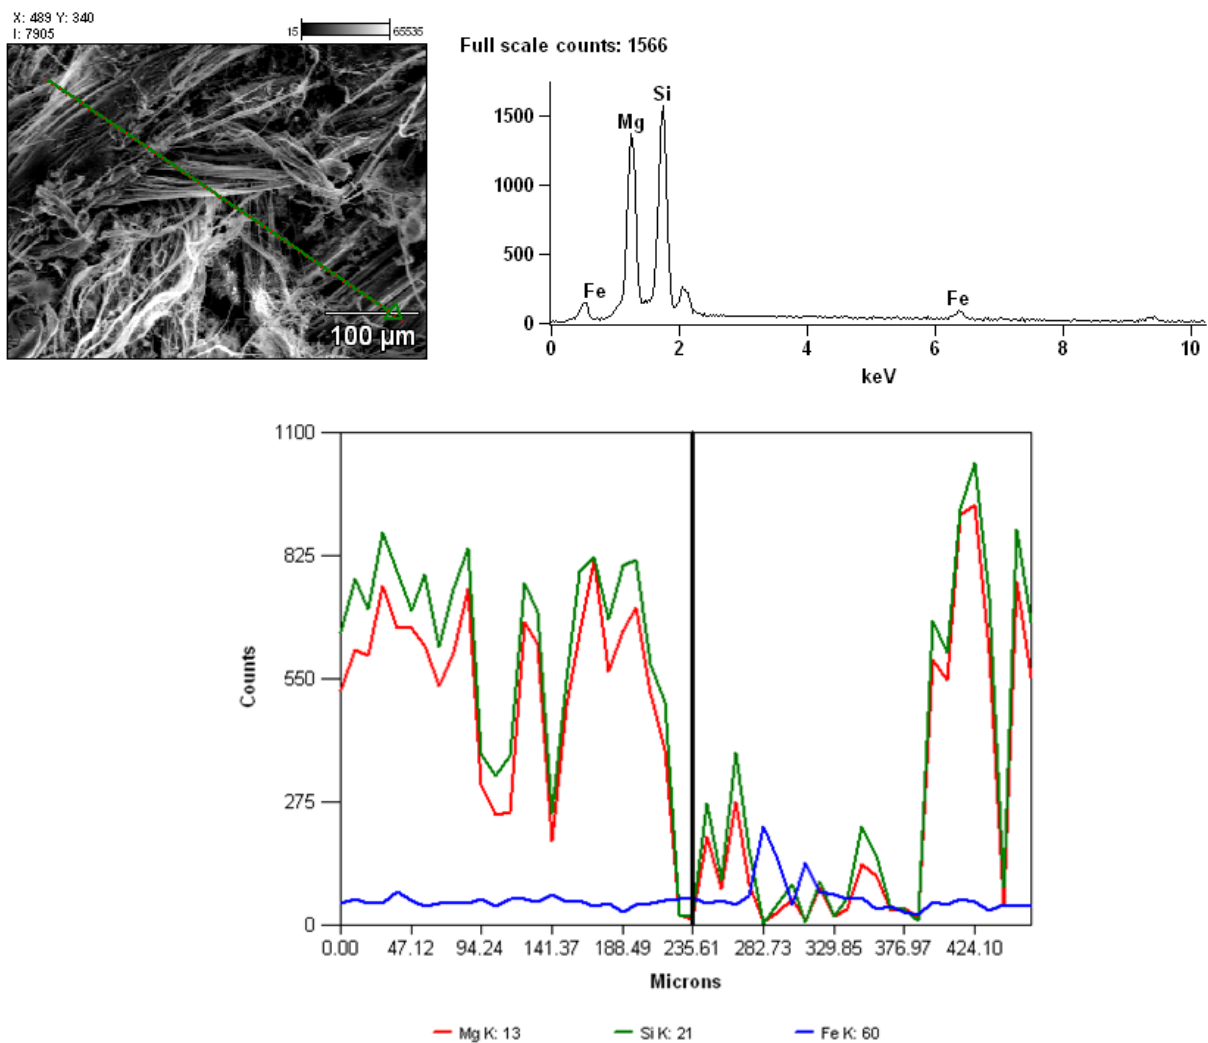 X: 489 Y: 340
I: 7905
15 65535
100 µm
Full scale counts: 1566
1500
1000
500
0
Si
Mg
Fe
Fe
0 2 4 6 8 10
keV
1100
825
550
275
0
Counts
0.00 47.12 94.24 141.37 188.49 235.61 282.73 329.85 376.97 424.10
Microns
Mg K: 13 Si K: 21 Fe K: 60